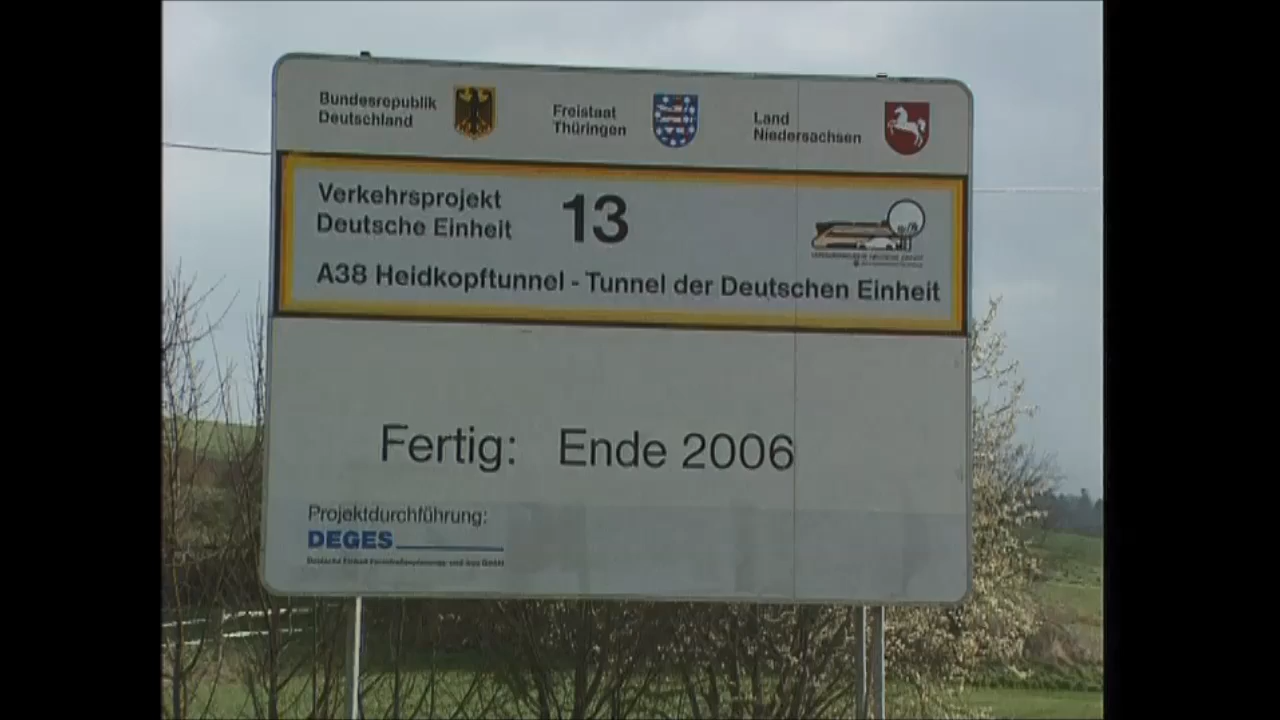 Bundesrepublik
Deutschland
Freistaat
Thüringen
Land
Niedersachsen
Verkehrsprojekt
Deutsche Einheit
13
A38 Heidkopftunnel - Tunnel der Deutschen Einheit
Fertig: Ende 2006
Projektdurchführung:
DEGES